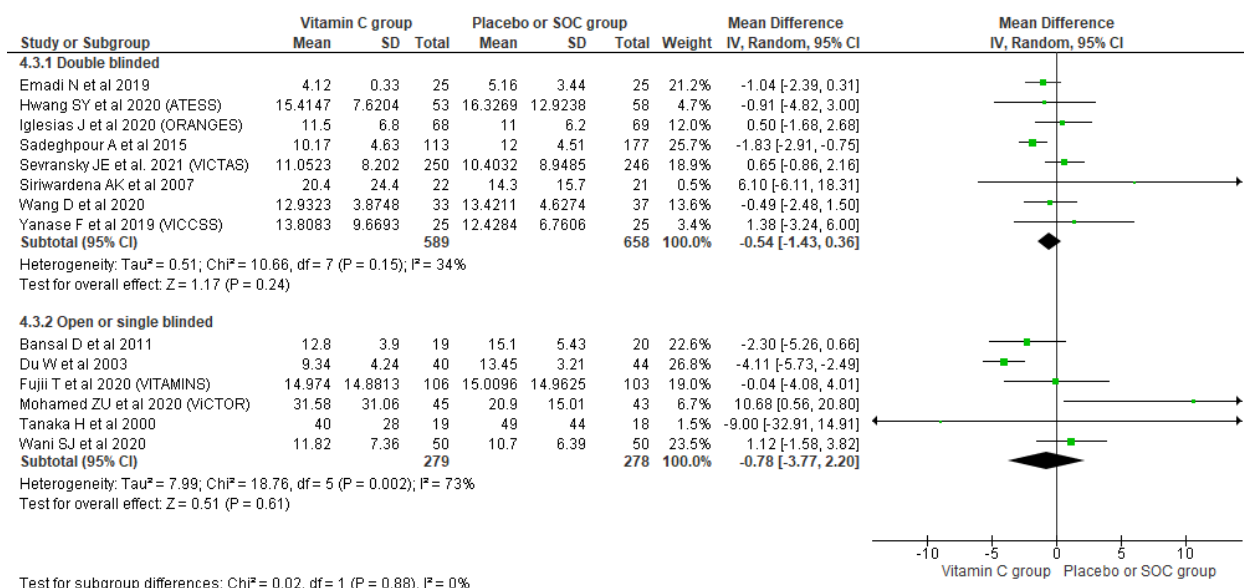 Vitamin C group Placebo or SOC group Mean Difference Mean Difference
Study or Subgroup Mean SD Total Mean SD Total Weight IV, Random, 95% CI IV, Random, 95% CI
4.3.1 Double blinded
Emadi N et al 2019 4.12 0.33 25 5.16 3.44 25 21.2% -1.04 [-2.39, 0.31]
Hwang SY et al 2020 (ATESS) 15.4147 7.6204 53 16.3269 12.9238 58 4.7% -0.91 [-4.82, 3.00]
Iglesias J et al 2020 (ORANGES) 11.5 6.8 68 11 6.2 69 12.0% 0.50 [-1.68, 2.68]
Sadeghpour A et al 2015 10.17 4.63 113 12 4.51 177 25.7% -1.83 [-2.91, -0.75]
Sevransky JE et al. 2021 (VICTAS) 11.0523 8.202 250 10.4032 8.9485 246 18.9% 0.65 [-0.86, 2.16]
Siriwardena AK et al 2007 20.4 24.4 22 14.3 15.7 21 0.5% 6.10 [-6.11, 18.31]
Wang D et al 2020 12.9323 3.8748 33 13.4211 4.6274 37 13.6% -0.49 [-2.48, 1.50]
Yanase F et al 2019 (VICCSS) 13.8083 9.6693 25 12.4284 6.7606 25 3.4% 1.38 [-3.24, 6.00]
Subtotal (95% CI) 589 658 100.0% -0.54 [-1.43, 0.36]
Heterogeneity: Tau² = 0.51; Chi² = 10.66, df = 7 (P = 0.15); I² = 34%
Test for overall effect: Z = 1.17 (P = 0.24)
4.3.2 Open or single blinded
Bansal D et al 2011 12.8 3.9 19 15.1 5.43 20 22.6% -2.30 [-5.26, 0.66]
Du W et al 2003 9.34 4.24 40 13.45 3.21 44 26.8% -4.11 [-5.73, -2.49]
Fujii T et al 2020 (VITAMINS) 14.974 14.8813 106 15.0096 14.9625 103 19.0% -0.04 [-4.08, 4.01]
Mohamed ZU et al 2020 (ViCTOR) 31.58 31.06 45 20.9 15.01 43 6.7% 10.68 [0.56, 20.80]
Tanaka H et al 2000 40 28 19 49 44 18 1.5% -9.00 [-32.91, 14.91]
Wani SJ et al 2020 11.82 7.36 50 10.7 6.39 50 23.5% 1.12 [-1.58, 3.82]
Subtotal (95% CI) 279 278 100.0% -0.78 [-3.77, 2.20]
Heterogeneity: Tau² = 7.99; Chi² = 18.76, df = 5 (P = 0.002); I² = 73%
Test for overall effect: Z = 0.51 (P = 0.61)
-10 -5 0 5 10
Vitamin C group Placebo or SOC group
Test for subgroup differences: Chi² = 0.02, df = 1 (P = 0.88), I² = 0%